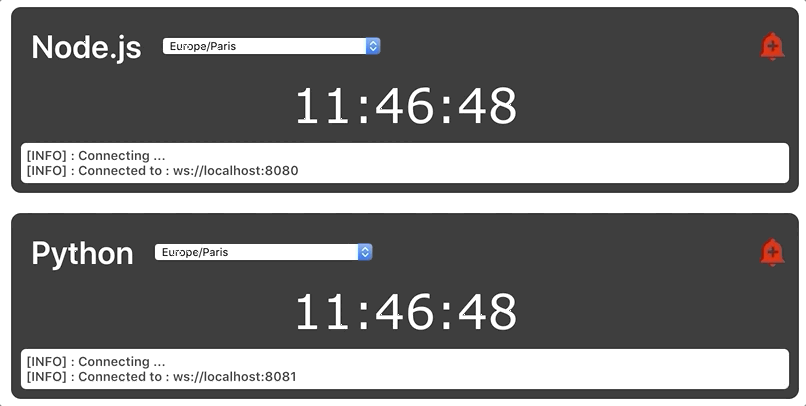 Node.js Europe/Paris
11:46:48
[INFO] : Connecting ...
[INFO] : Connected to : ws://localhost:8080
Python Europe/Paris
11:46:48
[INFO] : Connecting ...
[INFO] : Connected to : ws://localhost:8081